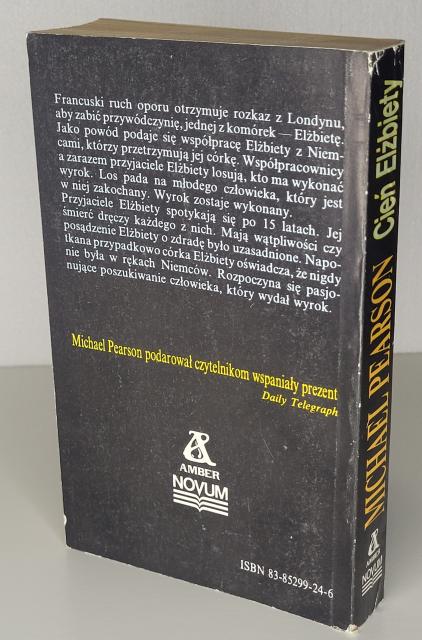 Francuski ruch oporu otrzymuje rozkaz z Londynu,
aby zabić przywódczynię, jednej z komórek — Elżbietę.
Jako powód podaje się współpracę Elżbiety z Niem-
cami, którzy przetrzymują jej córkę. Współpracownicy
a zarazem przyjaciele Elżbiety losują, kto ma wykonać
wyrok. Los pada na młodego człowieka, który jest
w niej zakochany. Wyrok zostaje wykonany.
Przyjaciele Elżbiety spotykają się po 15 latach. Jej
śmierć dręczy każdego z nich. Mają wątpliwości czy
posądzenie Elżbiety o zdradę było uzasadnione. Napo-
tkana przypadkowo córka Elżbiety oświadcza, że nigdy
nie była w rękach Niemców. Rozpoczyna się pasjo-
nujące poszukiwanie człowieka, który wydał wyrok.
Michael Pearson podarował czytelnikom wspaniały prezent
Daily Telegraph
AMBER
NOVUM
ISBN 83-85299-24-6
MICHAEL PEARSON Cień Elżbiety
AMBER
NOVUM